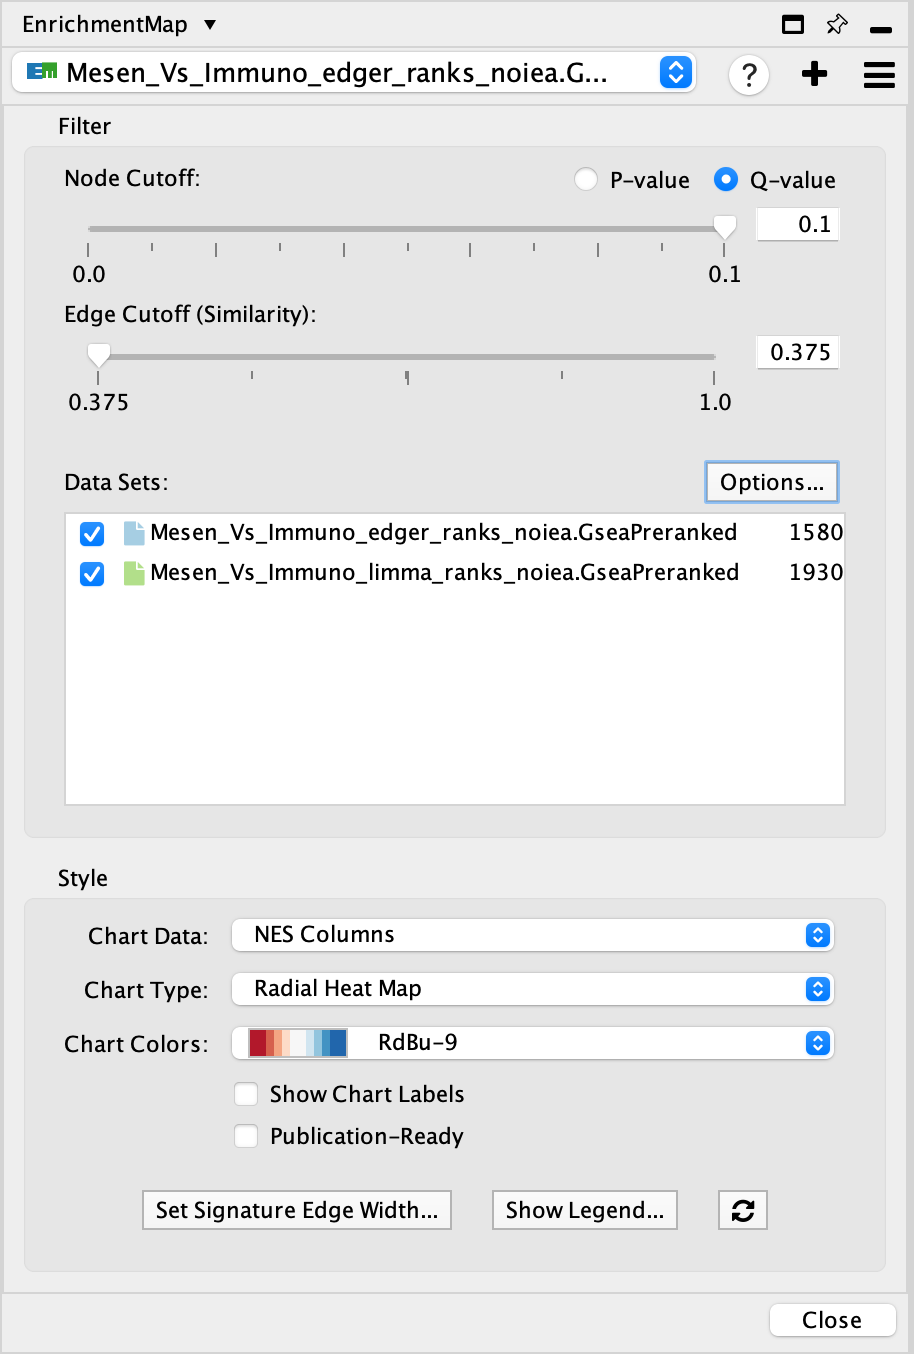 EnrichmentMap ▼
EM Mesen_Vs_Immuno_edger_ranks_noiea.G...
?
Filter
Node Cutoff:
P-value
Q-value
0.1
0.0
0.1
Edge Cutoff (Similarity):
0.375
0.375
1.0
Data Sets:
Options...
Mesen_Vs_Immuno_edger_ranks_noiea.GseaPreranked 1580
Mesen_Vs_Immuno_limma_ranks_noiea.GseaPreranked 1930
Style
Chart Data: NES Columns
Chart Type: Radial Heat Map
Chart Colors: RdBu-9
Show Chart Labels
Publication-Ready
Set Signature Edge Width...
Show Legend...
Close